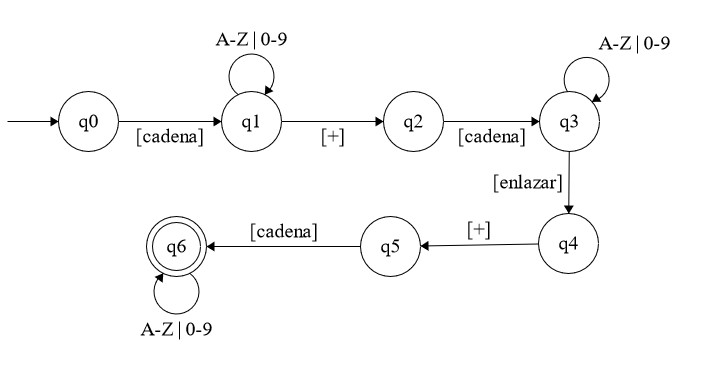 A-Z | 0-9
A-Z | 0-9
q0
[cadena]
q1
[+]
q2
[cadena]
q3
[enlazar]
q4
[+]
q5
[cadena]
q6
A-Z | 0-9